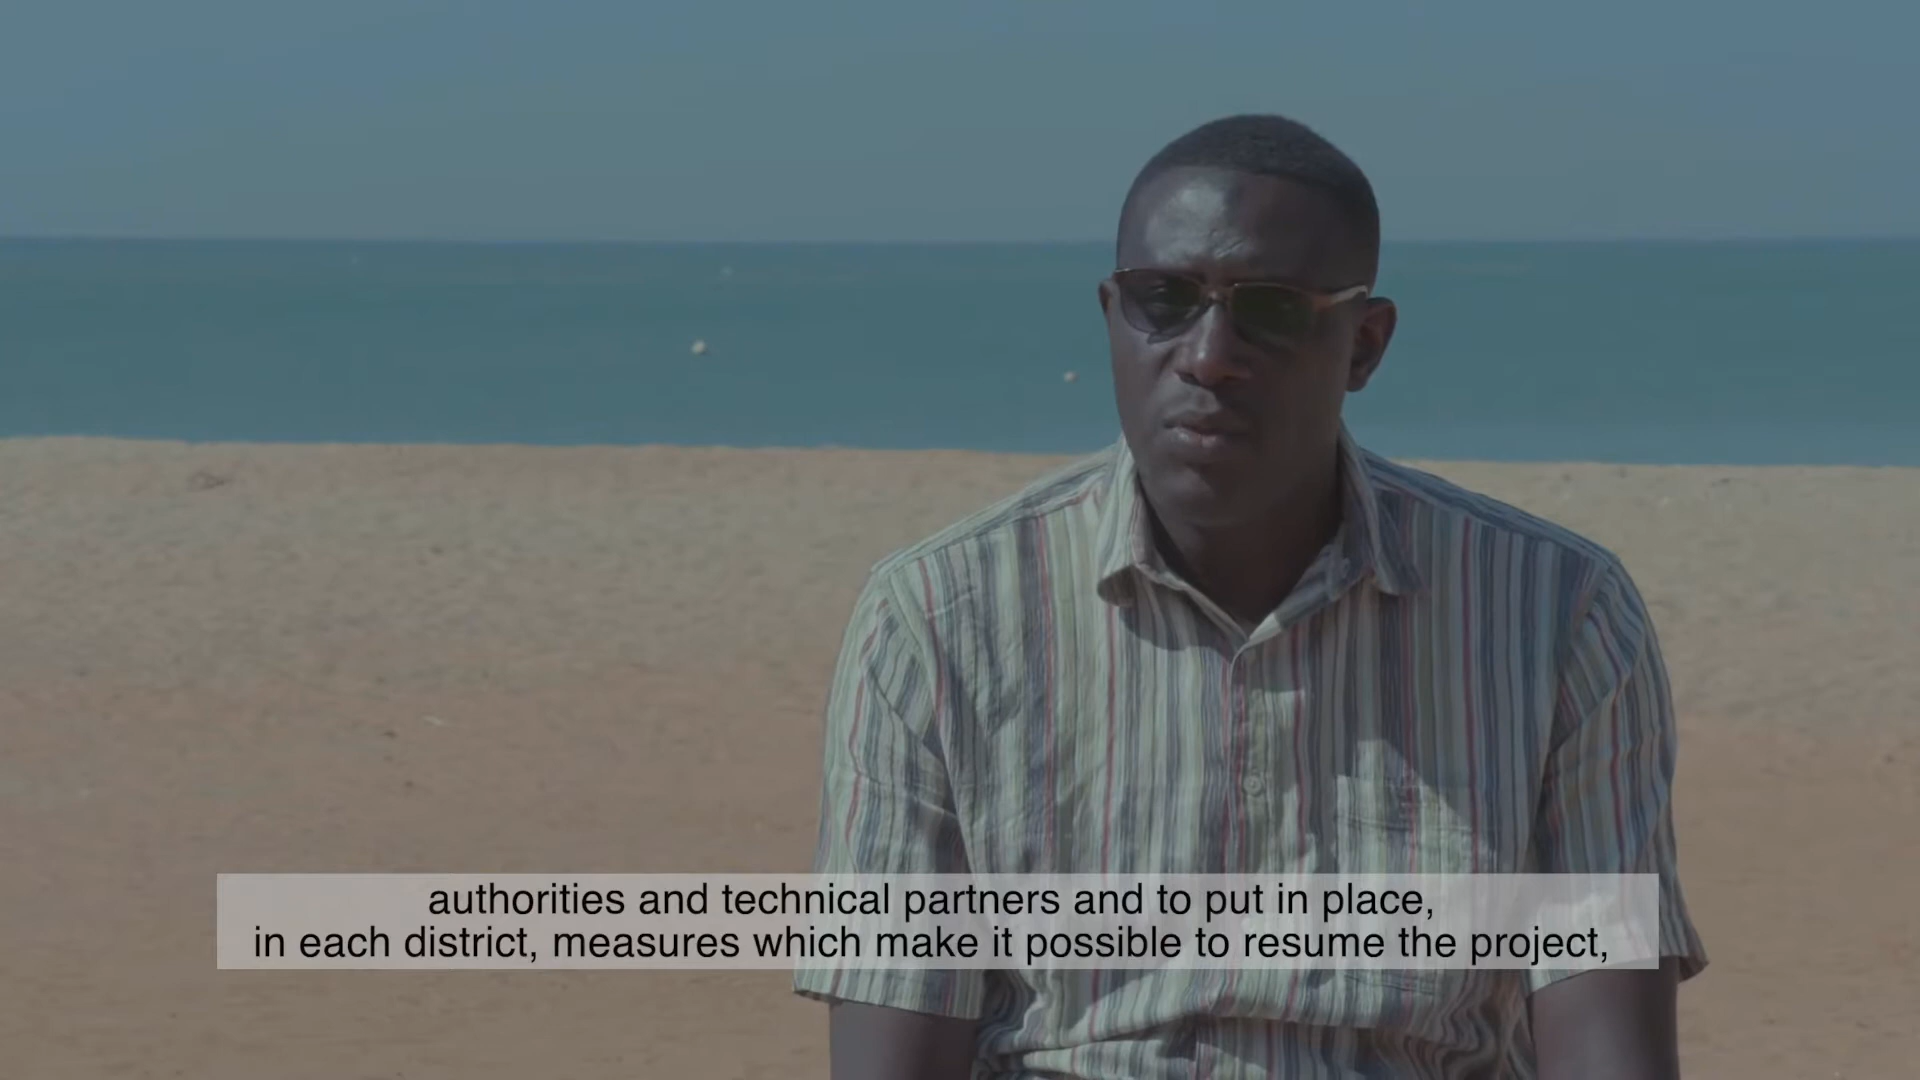 authorities and technical partners and to put in place,
in each district, measures which make it possible to resume the project,